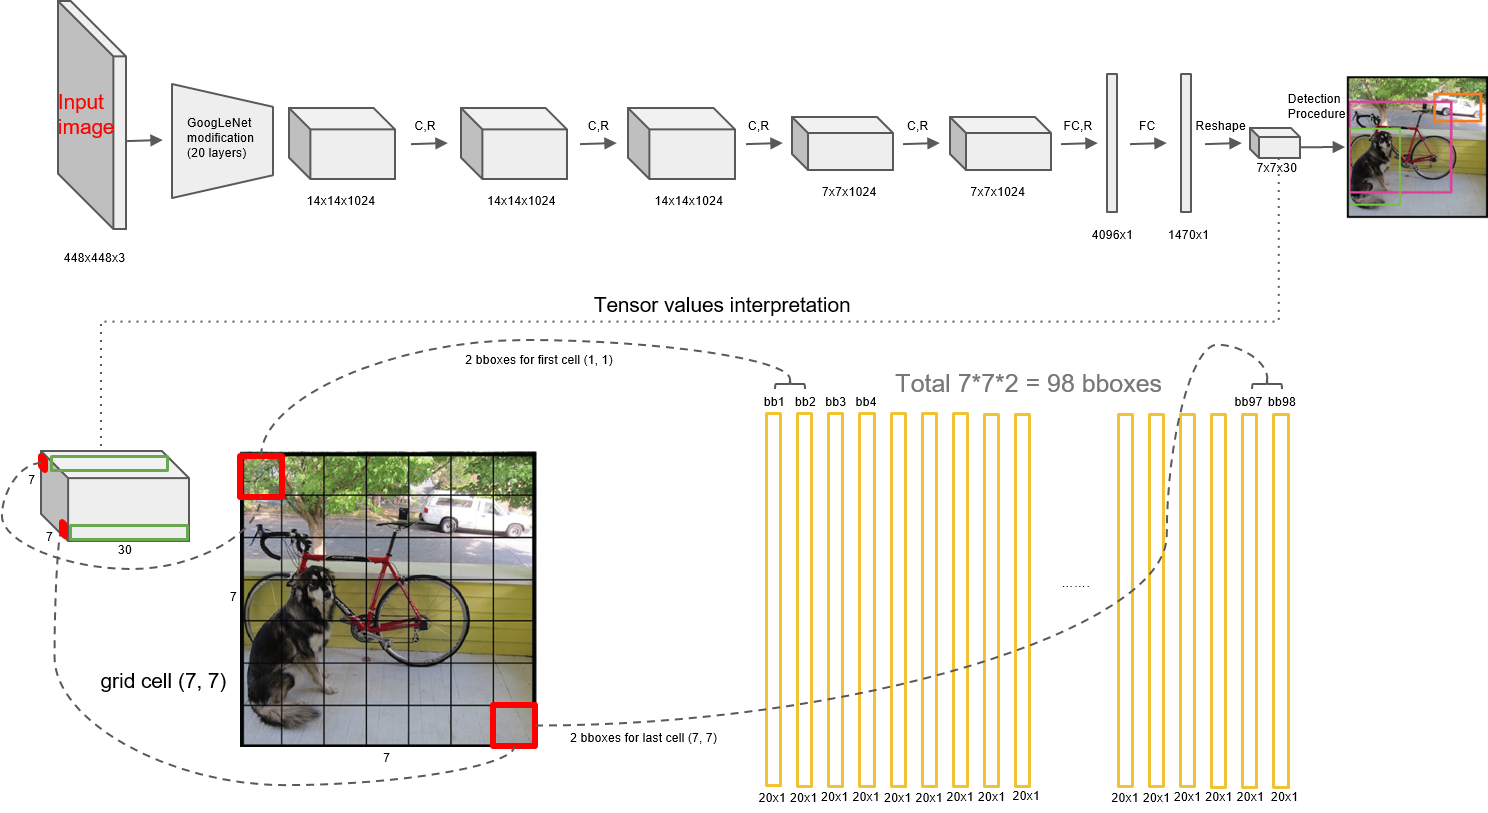 Input
image
448x448x3
GoogLeNet
modification
(20 layers)
14x14x1024
C,R
14x14x1024
C,R
14x14x1024
C,R
7x7x1024
C,R
7x7x1024
FC,R
4096x1
FC
1470x1
Reshape
7x7x30
Detection
Procedure
Tensor values interpretation
2 bboxes for first cell (1, 1)
Total 7*7*2 = 98 bboxes
bb1 bb2 bb3 bb4
bb97 bb98
7
7
30
7
grid cell (7, 7)
7
2 bboxes for last cell (7, 7)
.......
20x1 20x1 20x1 20x1 20x1 20x1 20x1 20x1 20x1
20x1 20x1 20x1 20x1 20x1 20x1